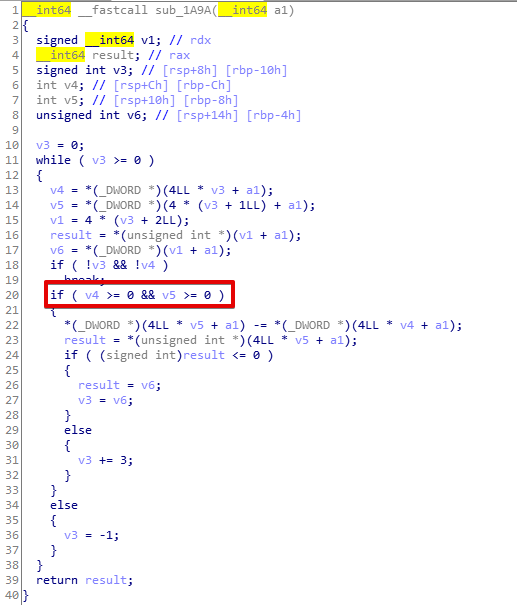 1 __int64 __fastcall sub_1A9A(__int64 a1)
2 {
3 signed __int64 v1; // rdx
4 __int64 result; // rax
5 signed int v3; // [rsp+8h] [rbp-10h]
6 int v4; // [rsp+Ch] [rbp-Ch]
7 int v5; // [rsp+10h] [rbp-8h]
8 unsigned int v6; // [rsp+14h] [rbp-4h]
9
10 v3 = 0;
11 while ( v3 >= 0 )
12 {
13 v4 = *(_DWORD *)(4LL * v3 + a1);
14 v5 = *(_DWORD *)(4 * (v3 + 1LL) + a1);
15 v1 = 4 * (v3 + 2LL);
16 result = *(unsigned int *)(v1 + a1);
17 v6 = *(_DWORD *)(v1 + a1);
18 if ( !v3 && !v4 )
19 break;
20 if ( v4 >= 0 && v5 >= 0 )
21 {
22 *(_DWORD *)(4LL * v5 + a1) -= *(_DWORD *)(4LL * v4 + a1);
23 result = *(unsigned int *)(4LL * v5 + a1);
24 if ( (signed int)result <= 0 )
25 {
26 result = v6;
27 v3 = v6;
28 }
29 else
30 {
31 v3 += 3;
32 }
33 }
34 else
35 {
36 v3 = -1;
37 }
38 }
39 return result;
40 }